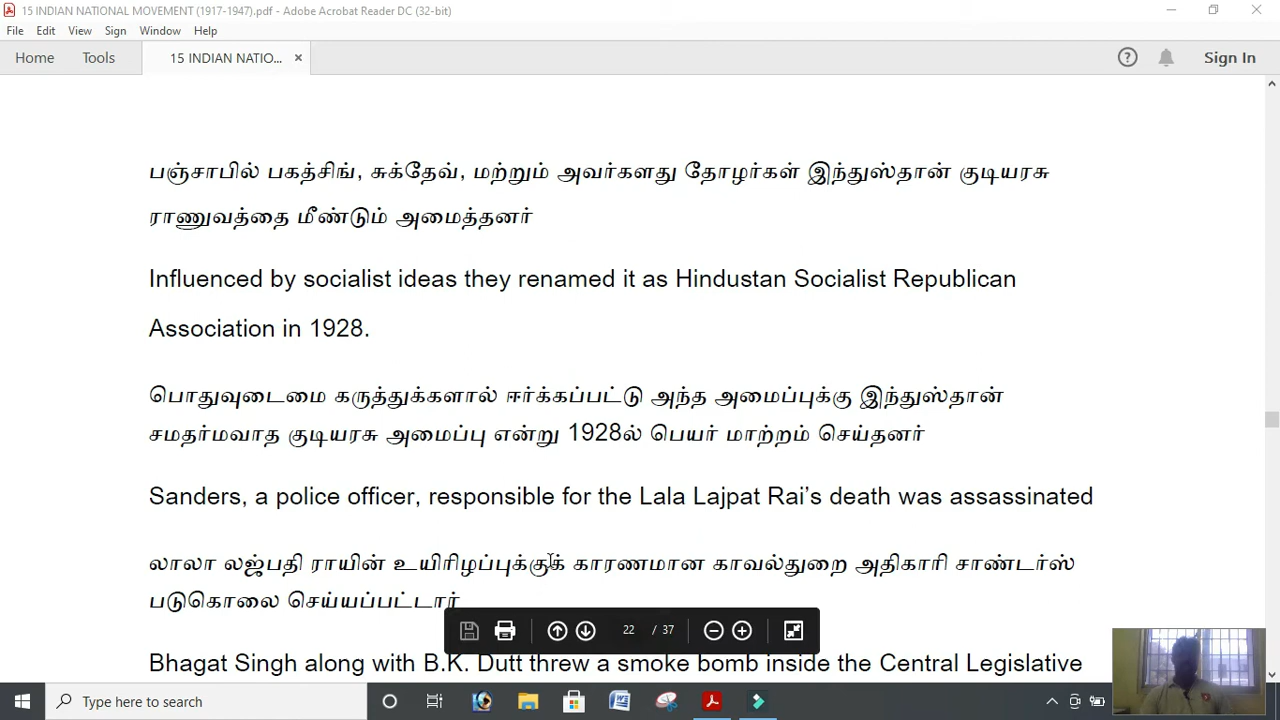 15 INDIAN NATIONAL MOVEMENT (1917-1947).pdf - Adobe Acrobat Reader DC (32-bit)
File Edit View Sign Window Help
Home Tools 15 INDIAN NATIO... Sign In
பஞ்சாபில் பகத்சிங், சுக்தேவ், மற்றும் அவர்களது தோழர்கள் இந்துஸ்தான் குடியரசு
ராணுவத்தை மீண்டும் அமைத்தனர்
Influenced by socialist ideas they renamed it as Hindustan Socialist Republican
Association in 1928.
பொதுவுடைமை கருத்துக்களால் ஈர்க்கப்பட்டு அந்த அமைப்புக்கு இந்துஸ்தான்
சமதர்மவாத குடியரசு அமைப்பு என்று 1928ல் பெயர் மாற்றம் செய்தனர்
Sanders, a police officer, responsible for the Lala Lajpat Rai’s death was assassinated
லாலா லஜ்பதி ராயின் உயிரிழப்புக்குக் காரணமான காவல்துறை அதிகாரி சாண்டர்ஸ்
படுகொலை செய்யப்பட்டார்
22 / 37
Bhagat Singh along with B.K. Dutt threw a smoke bomb inside the Central Legislative
Type here to search